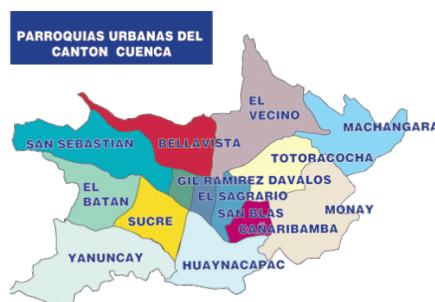 PARROQUIAS URBANAS DEL
CANTON CUENCA
EL
VECINO
MACHANGARA
SAN SEBASTIAN
BELLAVISTA
TOTORACOCHA
GIL RAMIREZ DAVALOS
EL
BATAN
EL SAGRARIO
SUCRE
SAN BLAS
MONAY
CAÑARIBAMBA
YANUNCAY
HUAYNACAPAC